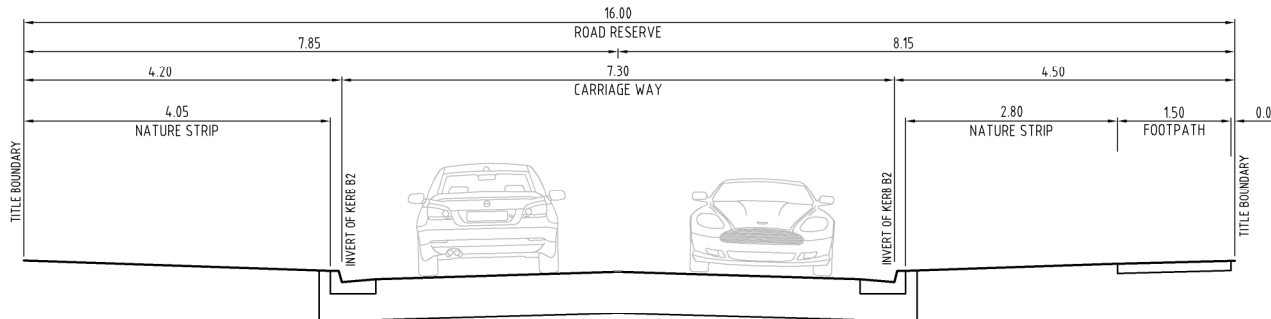 16.00
ROAD RESERVE
7.85
8.15
4.20
7.30
4.50
CARRIAGE WAY
4.05
2.80
1.50
NATURE STRIP
NATURE STRIP
FOOTPATH
0.0
TITLE BOUNDARY
INVERT OF KERB B2
INVERT OF KERB B2
TITLE BOUNDARY